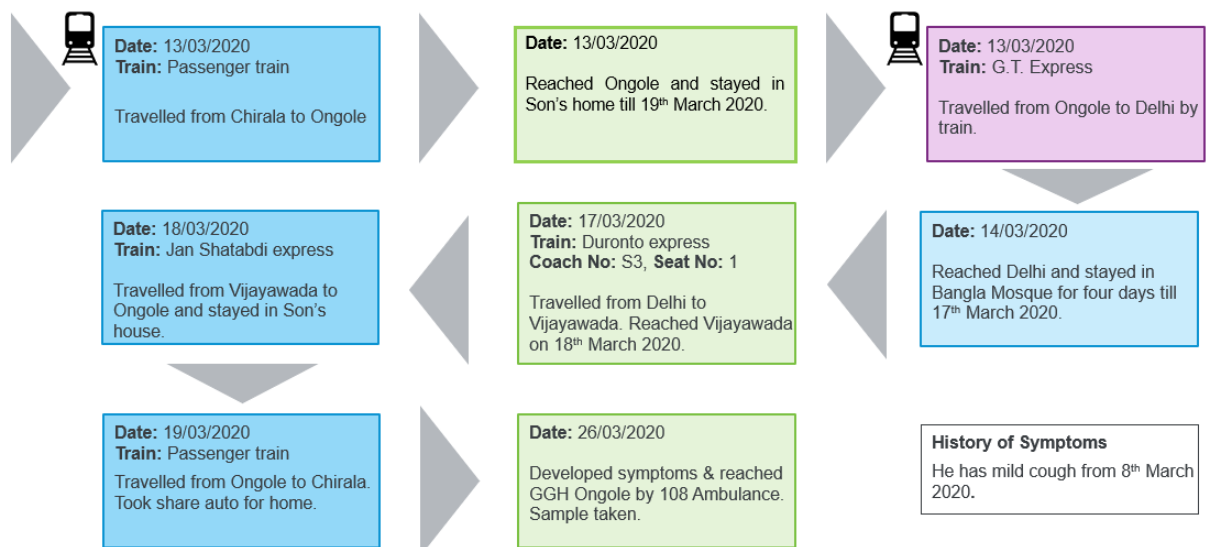 Date: 13/03/2020
Train: Passenger train
Travelled from Chirala to Ongole
Date: 13/03/2020
Reached Ongole and stayed in
Son's home till 19th March 2020.
Date: 13/03/2020
Train: G.T. Express
Travelled from Ongole to Delhi by
train.
Date: 14/03/2020
Reached Delhi and stayed in
Bangla Mosque for four days till
17th March 2020.
Date: 17/03/2020
Train: Duronto express
Coach No: S3, Seat No: 1
Travelled from Delhi to
Vijayawada. Reached Vijayawada
on 18th March 2020.
Date: 18/03/2020
Train: Jan Shatabdi express
Travelled from Vijayawada to
Ongole and stayed in Son's
house.
Date: 19/03/2020
Train: Passenger train
Travelled from Ongole to Chirala.
Took share auto for home.
Date: 26/03/2020
Developed symptoms & reached
GGH Ongole by 108 Ambulance.
Sample taken.
History of Symptoms
He has mild cough from 8th March
2020.